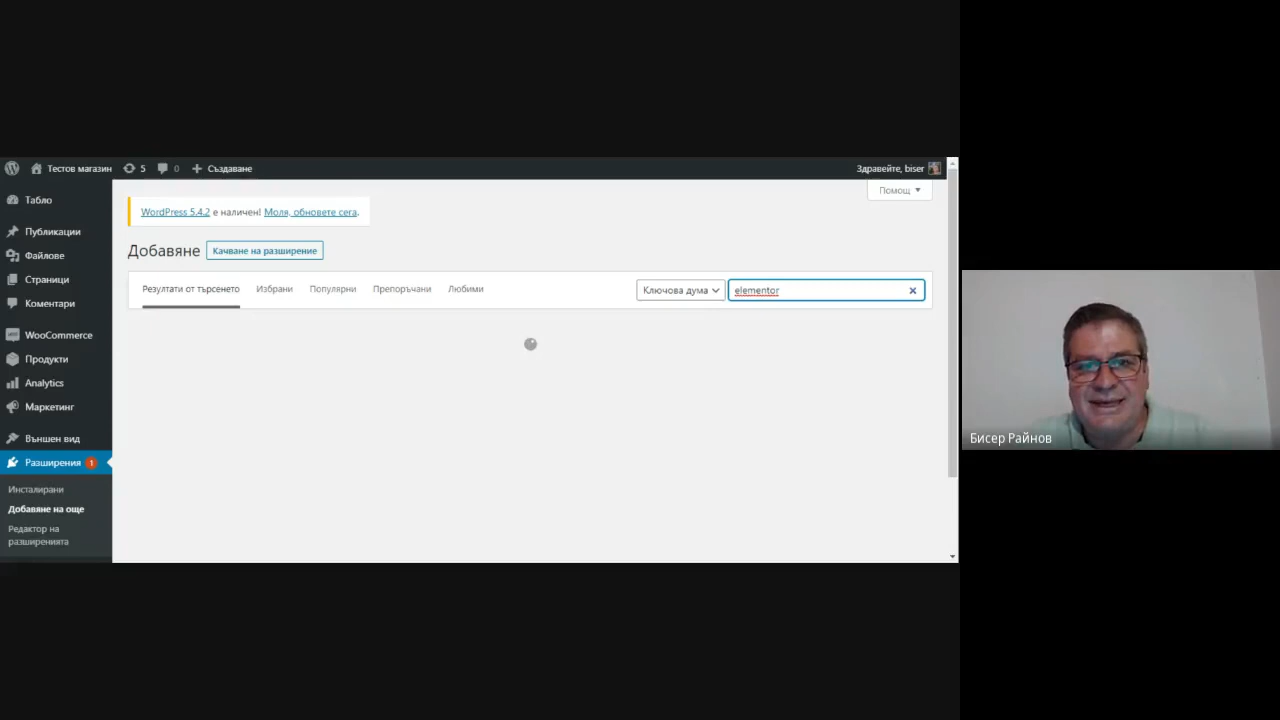 Тестов магазин
5
0
Създаване
Здравейте, biser
Табло
Публикации
Файлове
Страници
Коментари
WooCommerce
Продукти
Analytics
Маркетинг
Външен вид
Разширения 1
Инсталирани
Добавяне на още
Редактор на
разширенията
Помощ
WordPress 5.4.2 е наличен! Моля, обновете сега.
Добавяне
Качване на разширение
Резултати от търсенето
Избрани
Популярни
Препоръчани
Любими
Ключова дума
elementor
Бисер Райнов